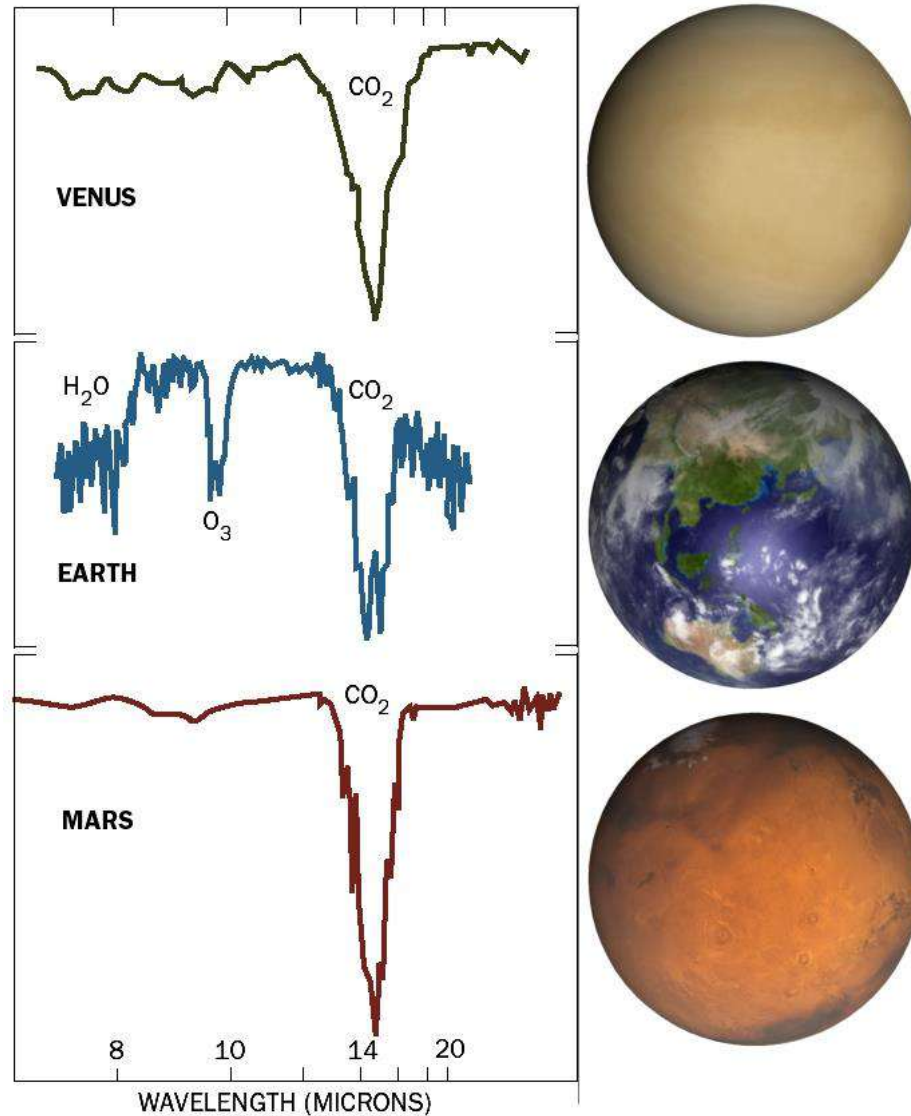 CO₂
VENUS
H₂O
CO₂
O₃
EARTH
CO₂
MARS
8 10 14 20
WAVELENGTH (MICRONS)